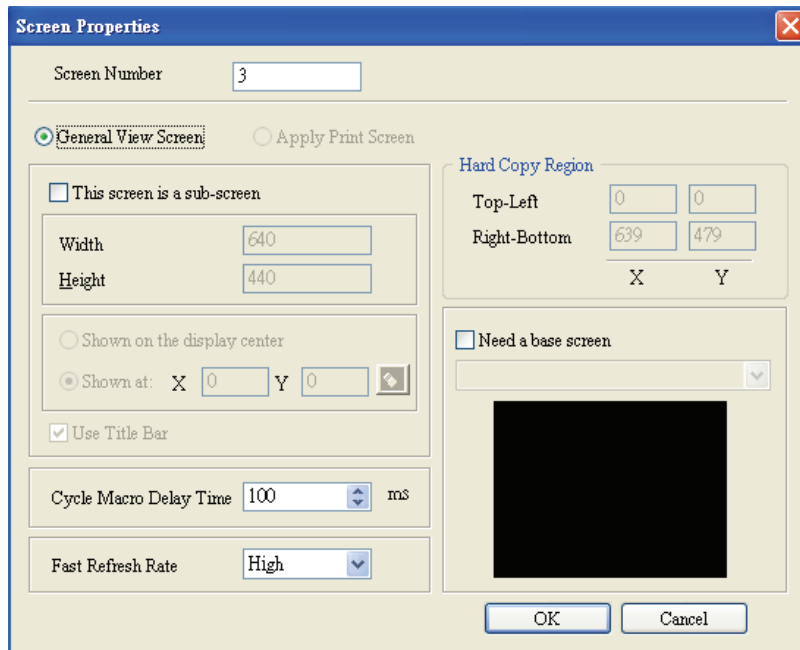 Screen Properties
Screen Number 3
General View Screen Apply Print Screen
This screen is a sub-screen
Width 640
Height 440
Shown on the display center
Shown at: X 0 Y 0
Use Title Bar
Cycle Macro Delay Time 100 ms
Fast Refresh Rate High
Hard Copy Region
Top-Left 0 0
Right-Bottom 639 479
X Y
Need a base screen
OK Cancel